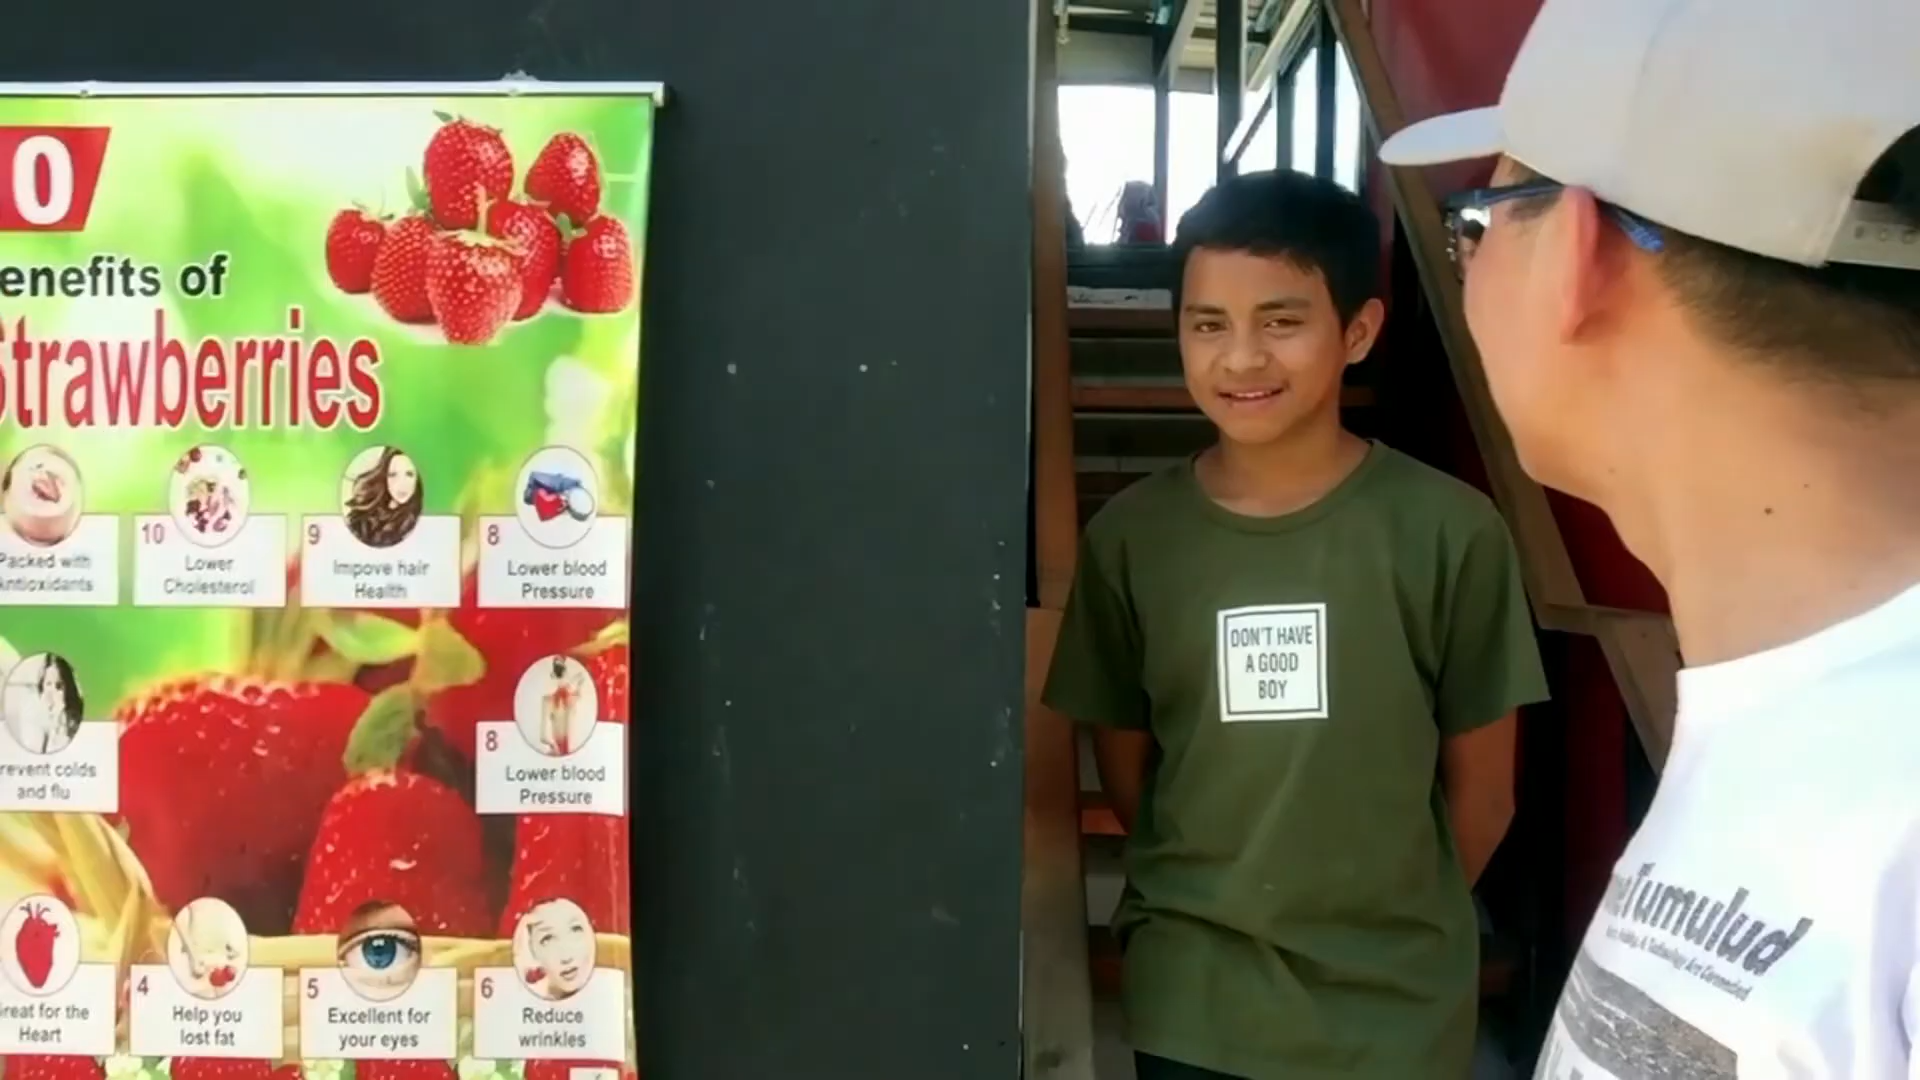 0
enefits of
Strawberries
Packed with
Antioxidants
10
Lower
Cholesterol
9
Impove hair
Health
8
Lower blood
Pressure
revent colds
and flu
8
Lower blood
Pressure
reat for the
Heart
4
Help you
lost fat
5
Excellent for
your eyes
6
Reduce
wrinkles
DON'T HAVE
A GOOD
BOY
Tumulud